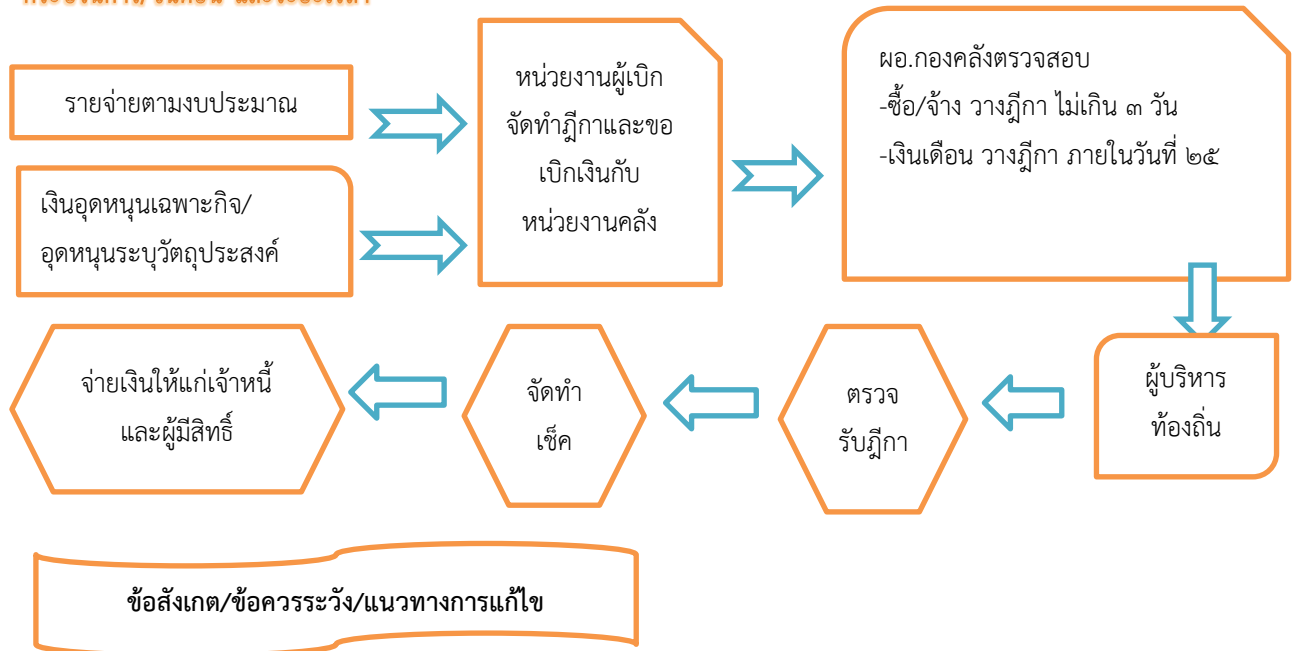 รายจ่ายตามงบประมาณ
เงินอุดหนุนเฉพาะกิจ/
อุดหนุนระบุวัตถุประสงค์
หน่วยงานผู้เบิก
จัดทำฎีกาและขอ
เบิกเงินกับ
หน่วยงานคลัง
ผอ.กองคลังตรวจสอบ
-ซื้อ/จ้าง วางฎีกา ไม่เกิน ๓ วัน
-เงินเดือน วางฎีกา ภายในวันที่ ๒๕
ผู้บริหาร
ท้องถิ่น
ตรวจ
รับฎีกา
จัดทำ
เช็ค
จ่ายเงินให้แก่เจ้าหนี้
และผู้มีสิทธิ์
ข้อสังเกต/ข้อควรระวัง/แนวทางการแก้ไข